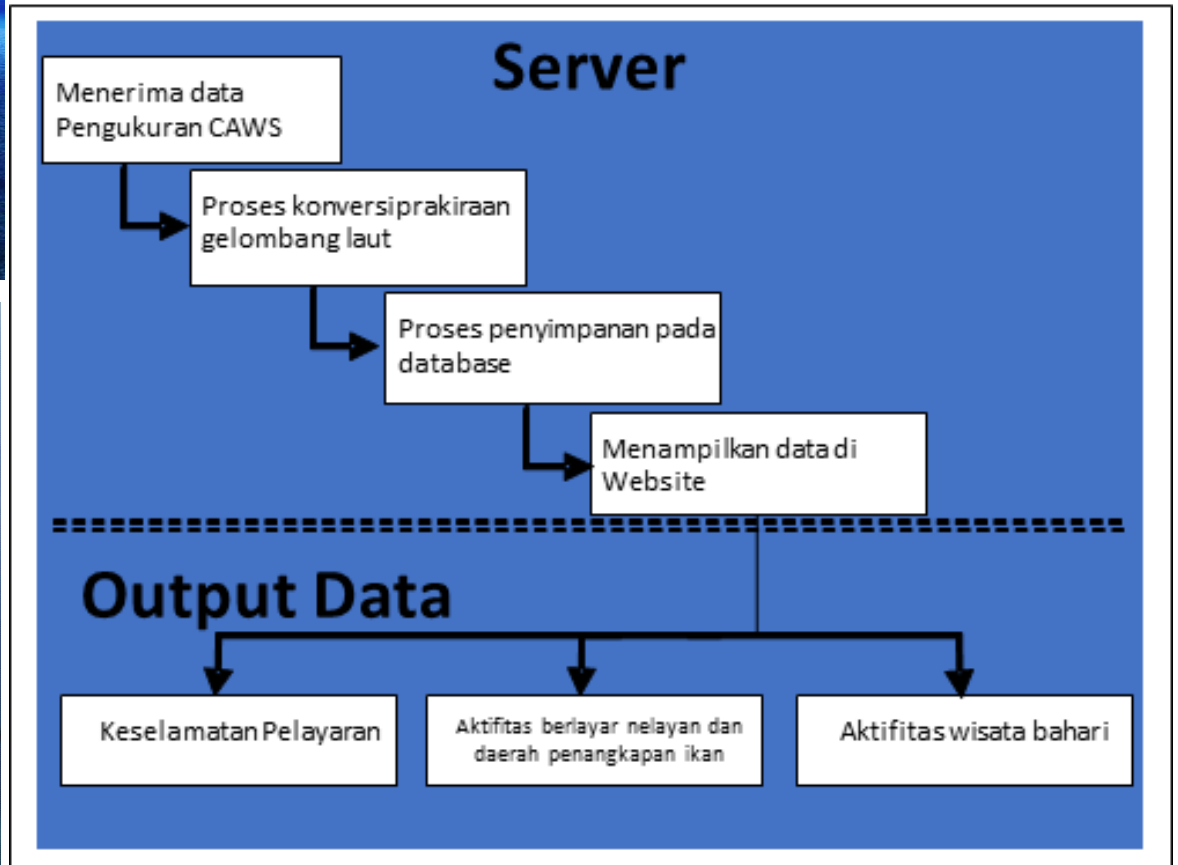 Server
Menerima data
Pengukuran CAWS
Proses konversiprakiraan
gelombang laut
Proses penyimpanan pada
database
Menampilkan data di
Website
Output Data
Keselamatan Pelayaran
Aktifitas berlayar nelayan dan
daerah penangkapan ikan
Aktifitas wisata bahari